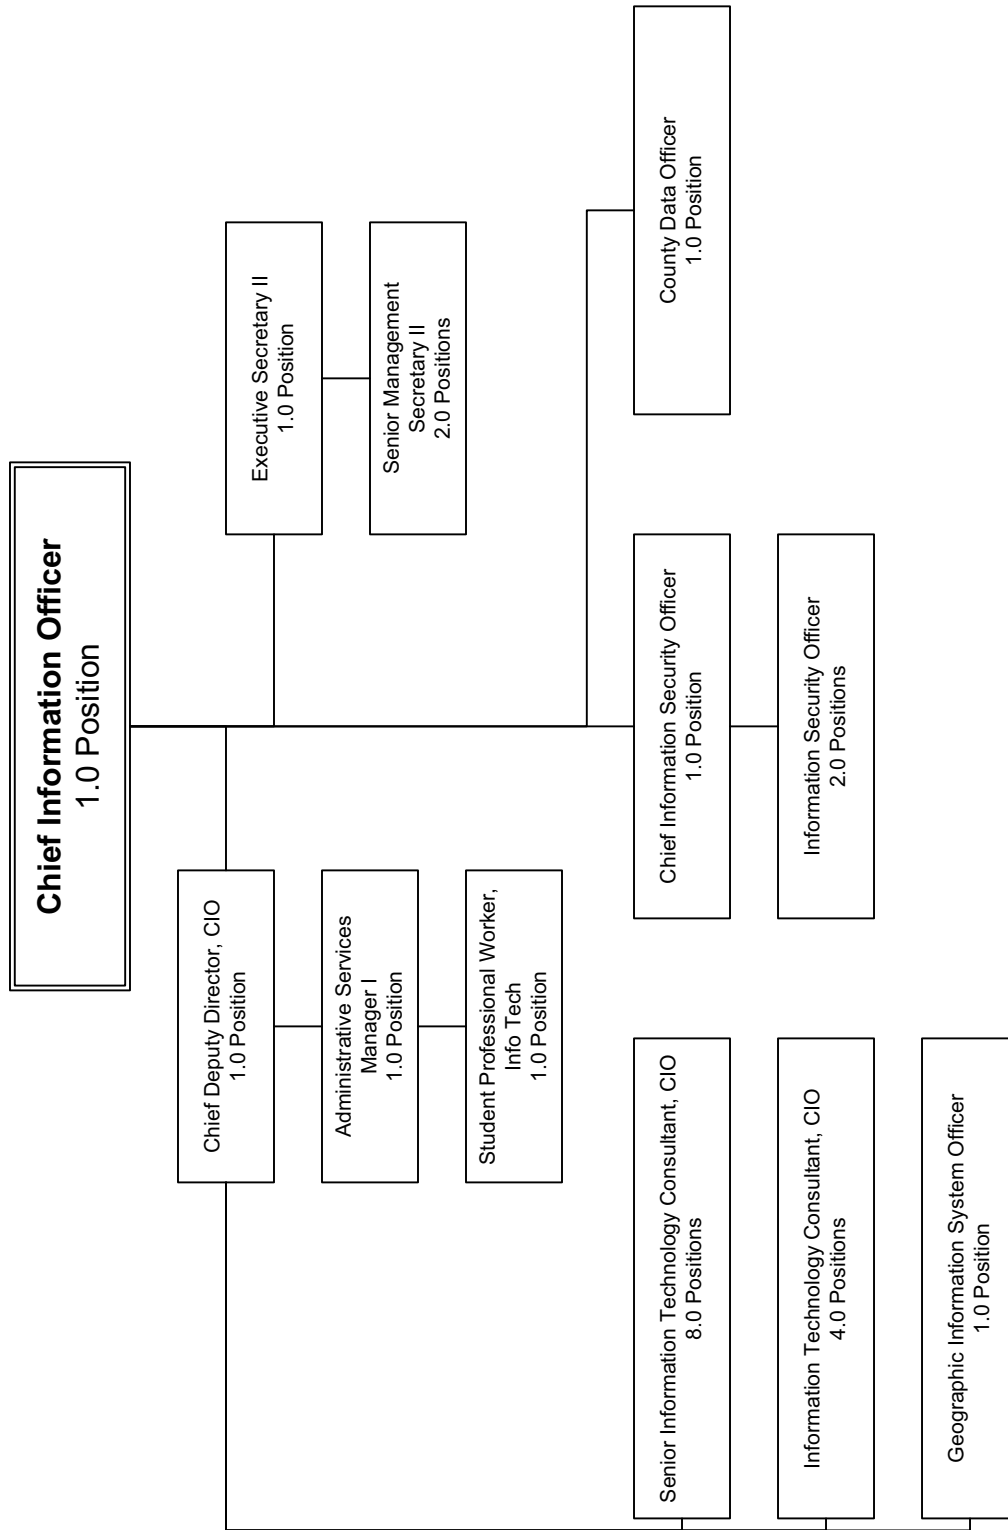 Chief Information Officer
1.0 Position
Chief Deputy Director, CIO
1.0 Position
Administrative Services
Manager I
1.0 Position
Student Professional Worker,
Info Tech
1.0 Position
Executive Secretary II
1.0 Position
Senior Management
Secretary II
2.0 Positions
Senior Information Technology Consultant, CIO
8.0 Positions
Information Technology Consultant, CIO
4.0 Positions
Geographic Information System Officer
1.0 Position
Chief Information Security Officer
1.0 Position
Information Security Officer
2.0 Positions
County Data Officer
1.0 Position